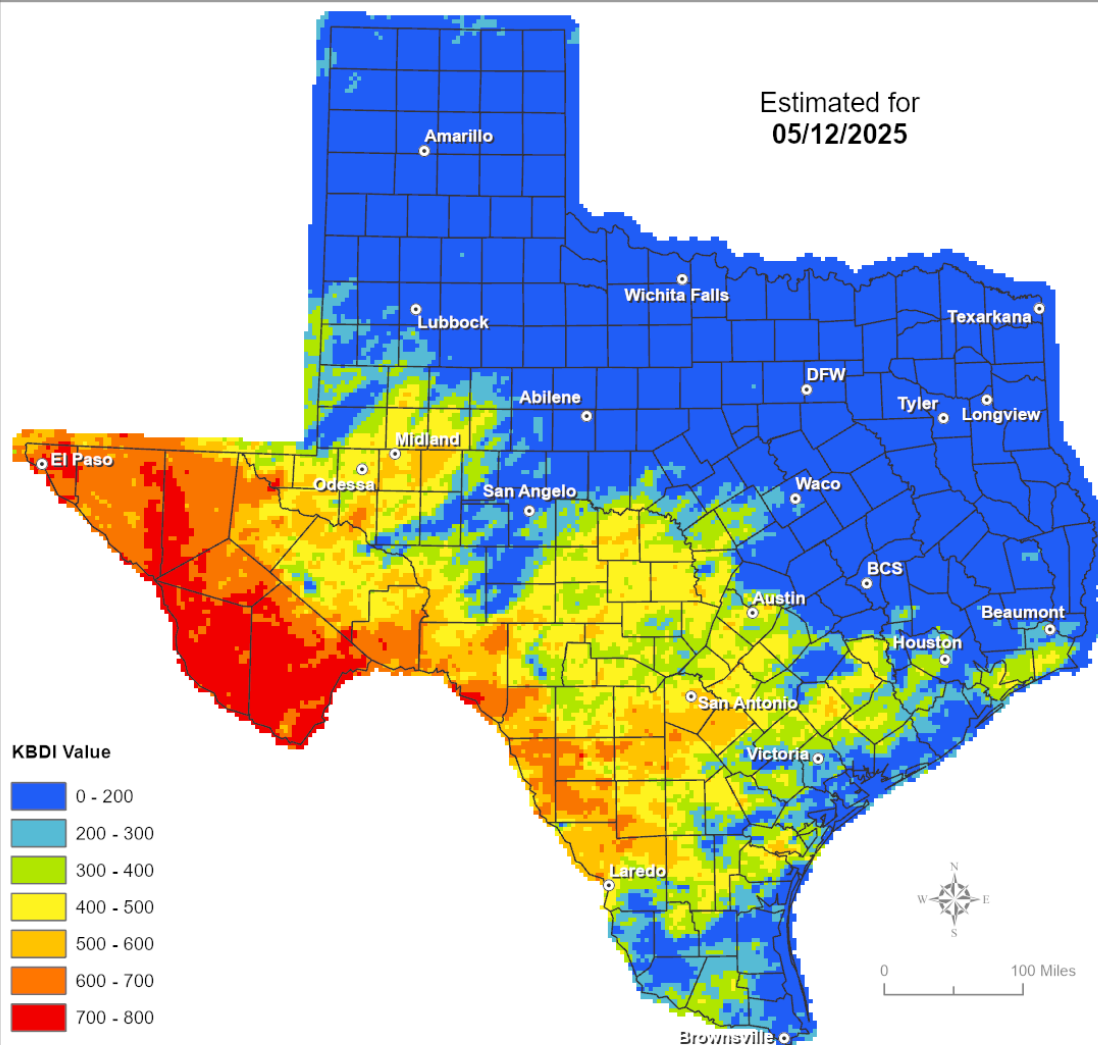 Estimated for
05/12/2025
Amarillo
Wichita Falls
Lubbock
Texarkana
DFW
Abilene
Tyler
Longview
Midland
El Paso
Odessa
San Angelo
Waco
BCS
Austin
Beaumont
Houston
San Antonio
Victoria
Laredo
Brownsville
KBDI Value
0 - 200
200 - 300
300 - 400
400 - 500
500 - 600
600 - 700
700 - 800
N
W E
S
0 100 Miles